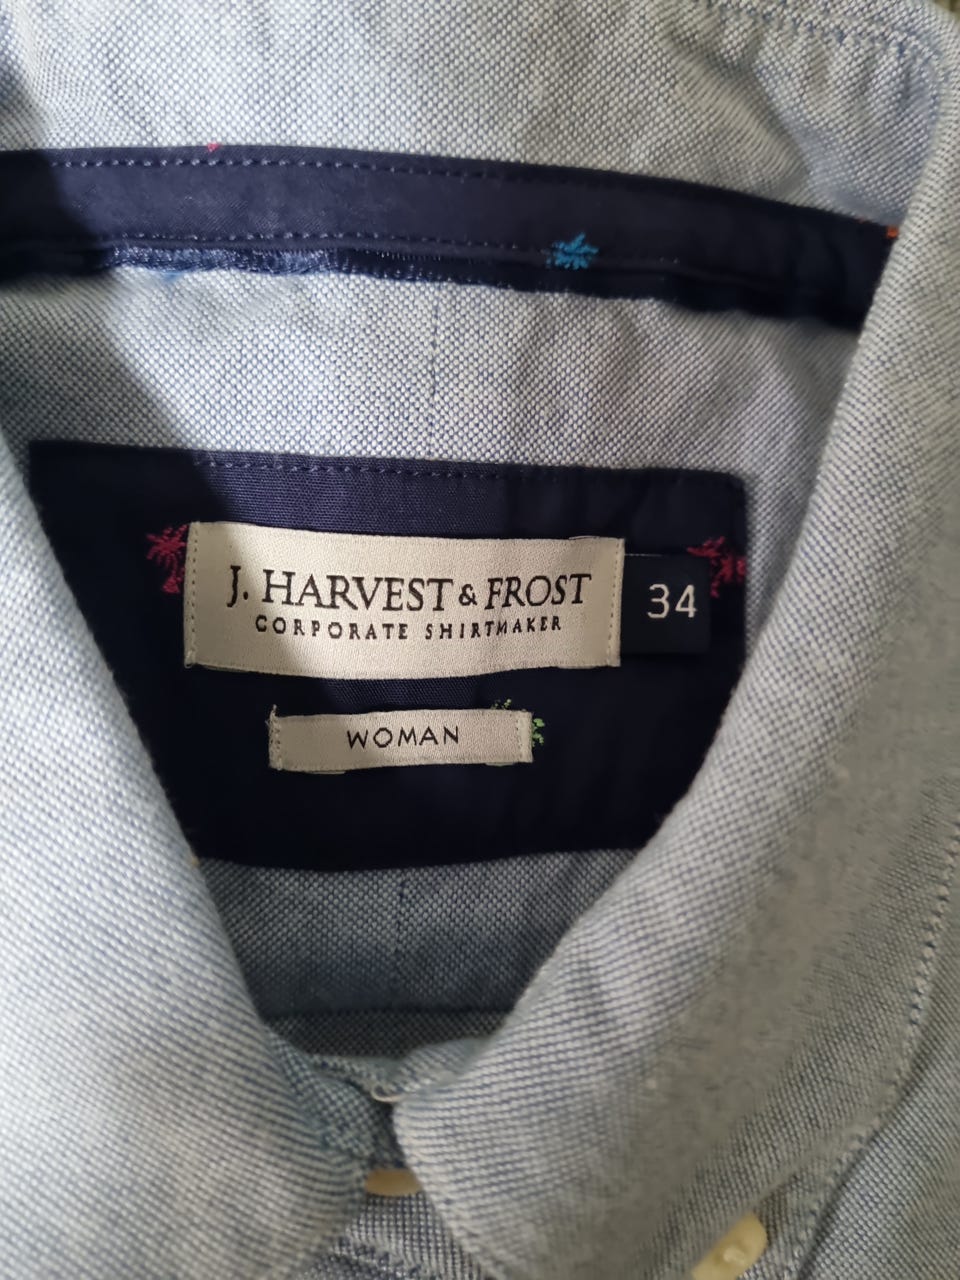 J. HARVEST & FROST
CORPORATE SHIRTMAKER
34
WOMAN